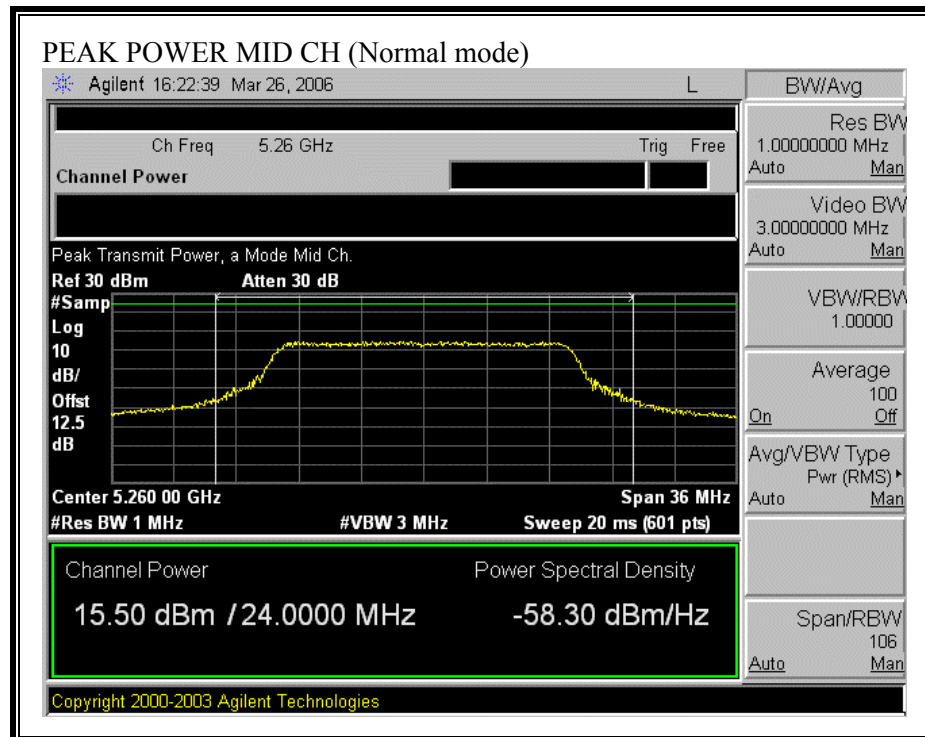 PEAK POWER MID CH (Normal mode)
Agilent 16:22:39 Mar 26, 2006 L
BW/Avg
Ch Freq 5.26 GHz Trig Free
Channel Power
Peak Transmit Power, a Mode Mid Ch.
Ref 30 dBm Atten 30 dB
#Samp
Log
10
dB/
Offst
12.5
dB
Center 5.260 00 GHz Span 36 MHz
#Res BW 1 MHz #VBW 3 MHz Sweep 20 ms (601 pts)
Channel Power Power Spectral Density
15.50 dBm / 24.0000 MHz -58.30 dBm/Hz
Copyright 2000-2003 Agilent Technologies
Res BW
1.00000000 MHz
Auto Man
Video BW
3.00000000 MHz
Auto Man
VBW/RBW
1.00000
Average
100
On Off
Avg/VBW Type
Pwr (RMS)
Auto Man
Span/RBW
106
Auto Man